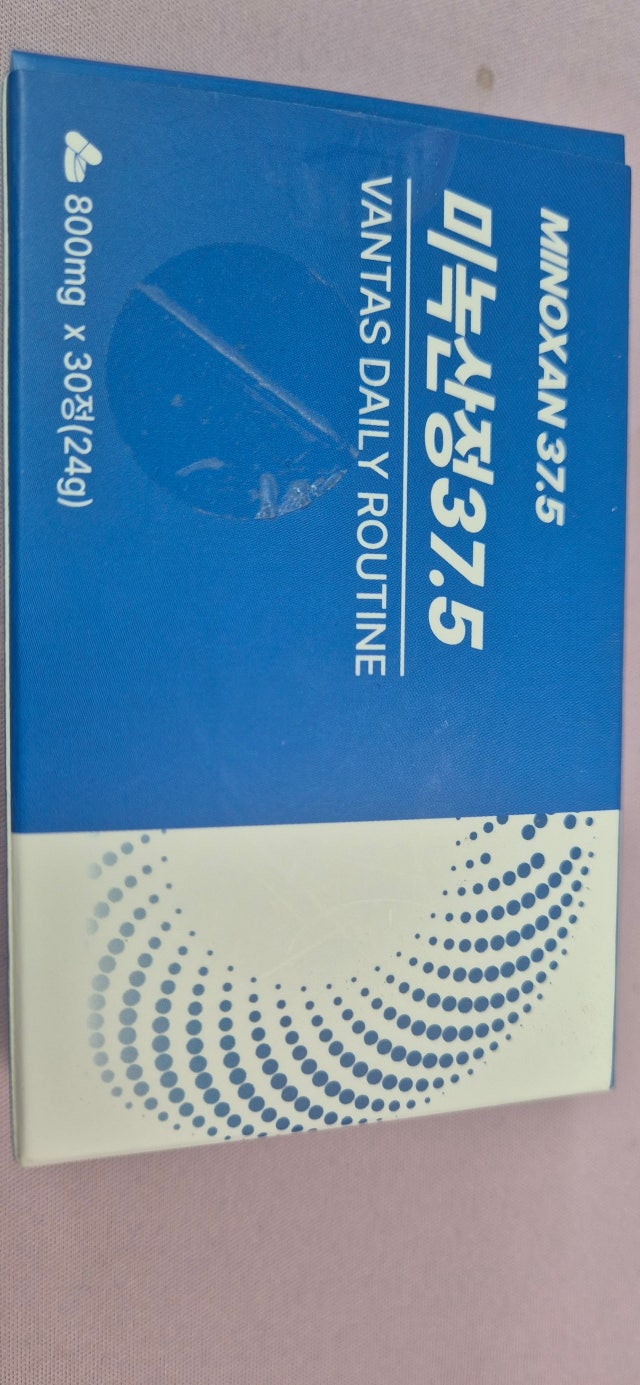 MINOXAN 37.5
미녹산정37.5
VANTAS DAILY ROUTINE
800mg x 30정(24g)